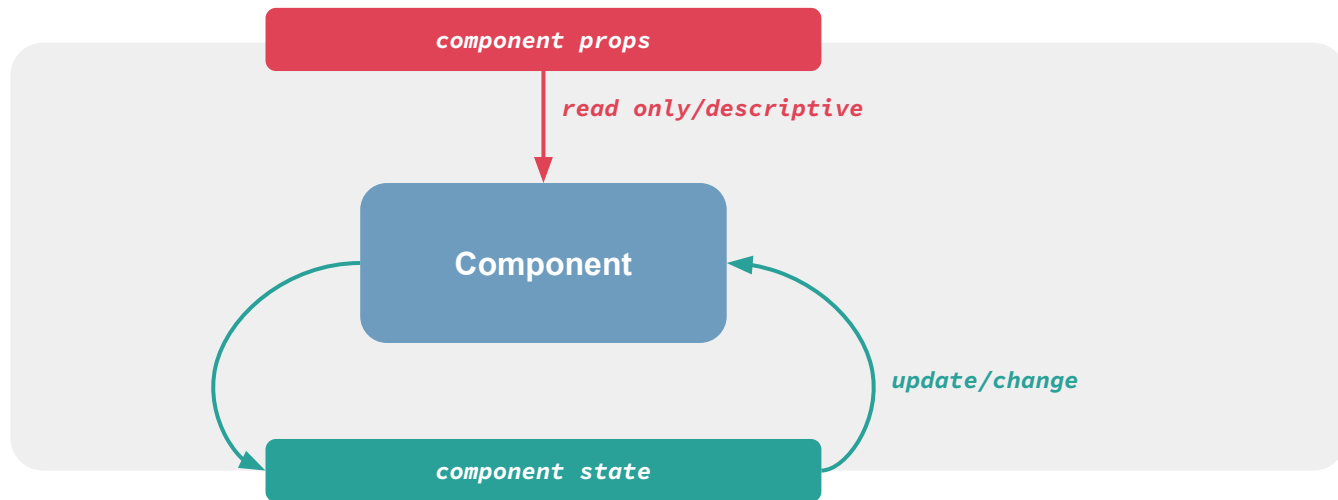 component props
read only/descriptive
Component
update/change
component state